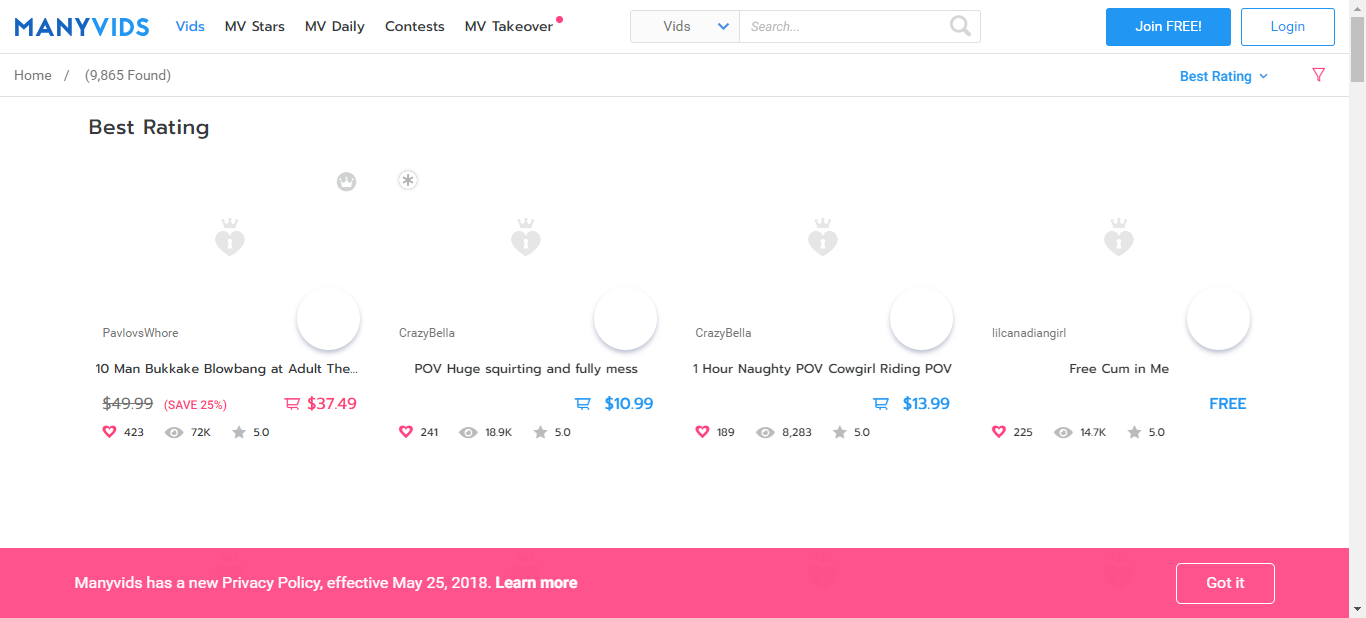 MANYVIDS Vids MV Stars MV Daily Contests MV Takeover Vids Search... Join FREE! Login
Home / (9,865 Found) Best Rating
Best Rating
PavlovsWhore CrazyBella CrazyBella lilcanadiangirl
10 Man Bukkake Blowbang at Adult The... POV Huge squirting and fully mess 1 Hour Naughty POV Cowgirl Riding POV Free Cum in Me
$49.99 (SAVE 25%) $37.49 $10.99 $13.99 FREE
423 72K 5.0 241 18.9K 5.0 189 8,283 5.0 225 14.7K 5.0
Manyvids has a new Privacy Policy, effective May 25, 2018. Learn more Got it